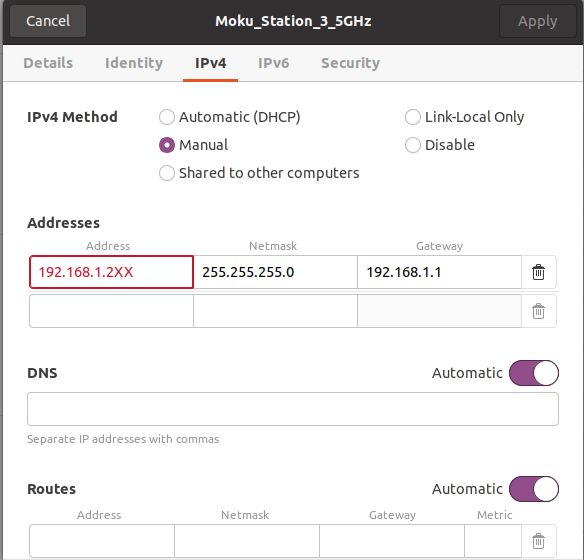 Cancel Moku_Station_3_5GHz Apply
Details Identity IPv4 IPv6 Security
IPv4 Method Automatic (DHCP) Link-Local Only
Manual Disable
Shared to other computers
Addresses
Address Netmask Gateway
192.168.1.2XX 255.255.255.0 192.168.1.1
DNS Automatic
Separate IP addresses with commas
Routes Automatic
Address Netmask Gateway Metric